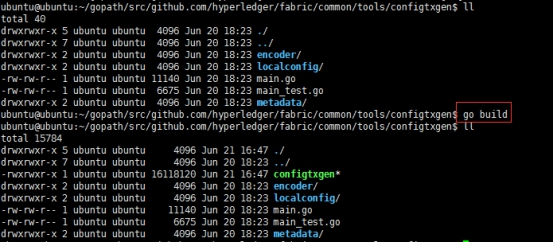 ubuntu@ubuntu:~/gopath/src/github.com/hyperledger/fabric/common/tools/configtxgen$ ll
total 40
drwxrwxr-x 5 ubuntu ubuntu 4096 Jun 20 18:23 ./
drwxrwxr-x 7 ubuntu ubuntu 4096 Jun 20 18:23 ../
drwxrwxr-x 2 ubuntu ubuntu 4096 Jun 20 18:23 encoder/
drwxrwxr-x 2 ubuntu ubuntu 4096 Jun 20 18:23 localconfig/
-rw-rw-r-- 1 ubuntu ubuntu 11140 Jun 20 18:23 main.go
-rw-rw-r-- 1 ubuntu ubuntu 6675 Jun 20 18:23 main_test.go
drwxrwxr-x 2 ubuntu ubuntu 4096 Jun 20 18:23 metadata/
ubuntu@ubuntu:~/gopath/src/github.com/hyperledger/fabric/common/tools/configtxgen$ go build
ubuntu@ubuntu:~/gopath/src/github.com/hyperledger/fabric/common/tools/configtxgen$ ll
total 15784
drwxrwxr-x 5 ubuntu ubuntu 4096 Jun 21 16:47 ./
drwxrwxr-x 7 ubuntu ubuntu 4096 Jun 20 18:23 ../
-rwxrwxr-x 1 ubuntu ubuntu 16118120 Jun 21 16:47 configtxgen*
drwxrwxr-x 2 ubuntu ubuntu 4096 Jun 20 18:23 encoder/
drwxrwxr-x 2 ubuntu ubuntu 4096 Jun 20 18:23 localconfig/
-rw-rw-r-- 1 ubuntu ubuntu 11140 Jun 20 18:23 main.go
-rw-rw-r-- 1 ubuntu ubuntu 6675 Jun 20 18:23 main_test.go
drwxrwxr-x 2 ubuntu ubuntu 4096 Jun 20 18:23 metadata/